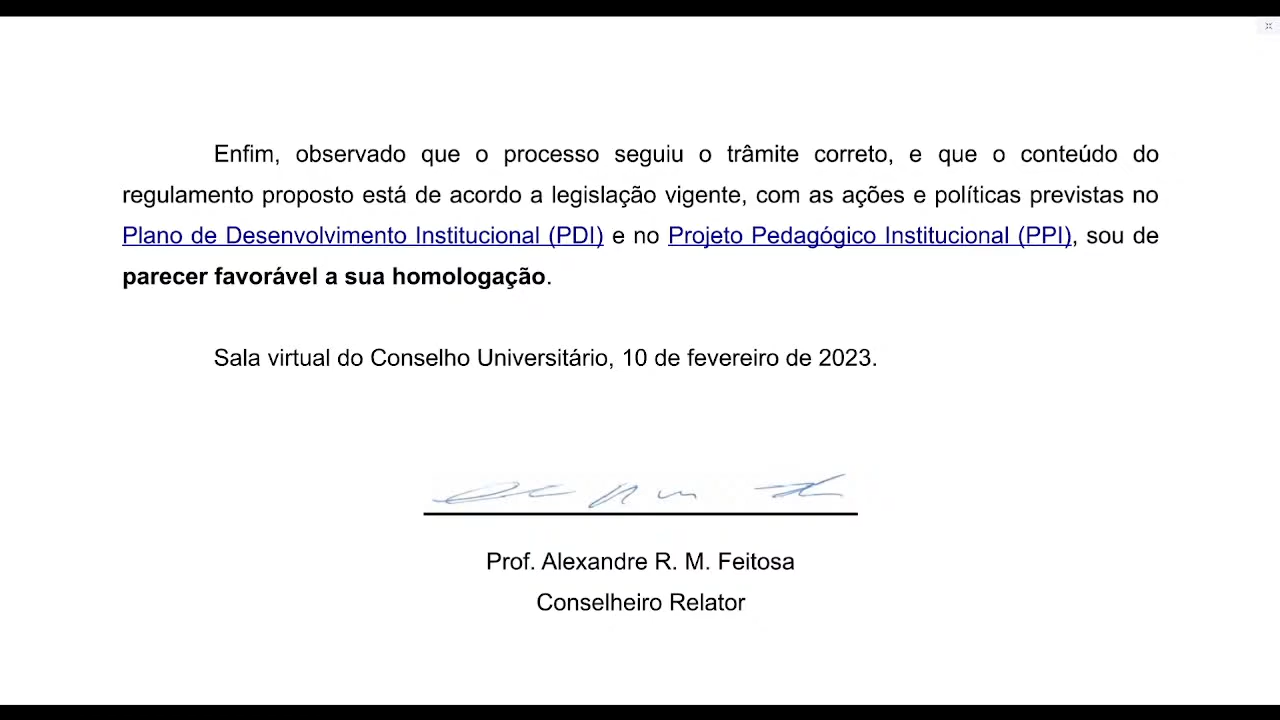 Enfim, observado que o processo seguiu o trâmite correto, e que o conteúdo do
regulamento proposto está de acordo a legislação vigente, com as ações e políticas previstas no
Plano de Desenvolvimento Institucional (PDI) e no Projeto Pedagógico Institucional (PPI), sou de
parecer favorável a sua homologação.
Sala virtual do Conselho Universitário, 10 de fevereiro de 2023.
Prof. Alexandre R. M. Feitosa
Conselheiro Relator